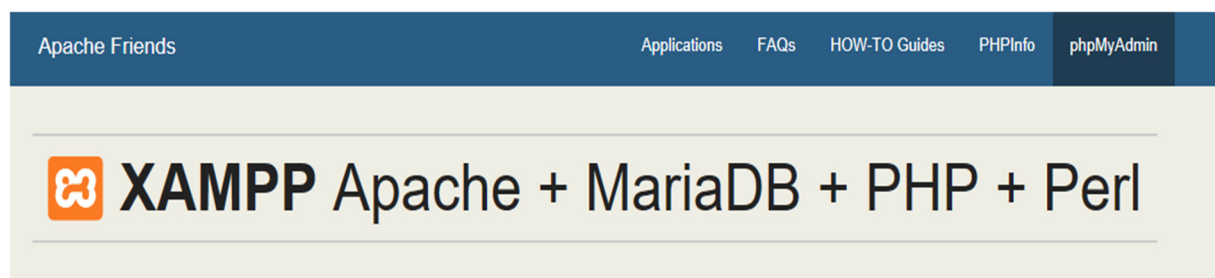 Apache Friends Applications FAQs HOW-TO Guides PHPInfo phpMyAdmin
XAMPP Apache + MariaDB + PHP + Perl